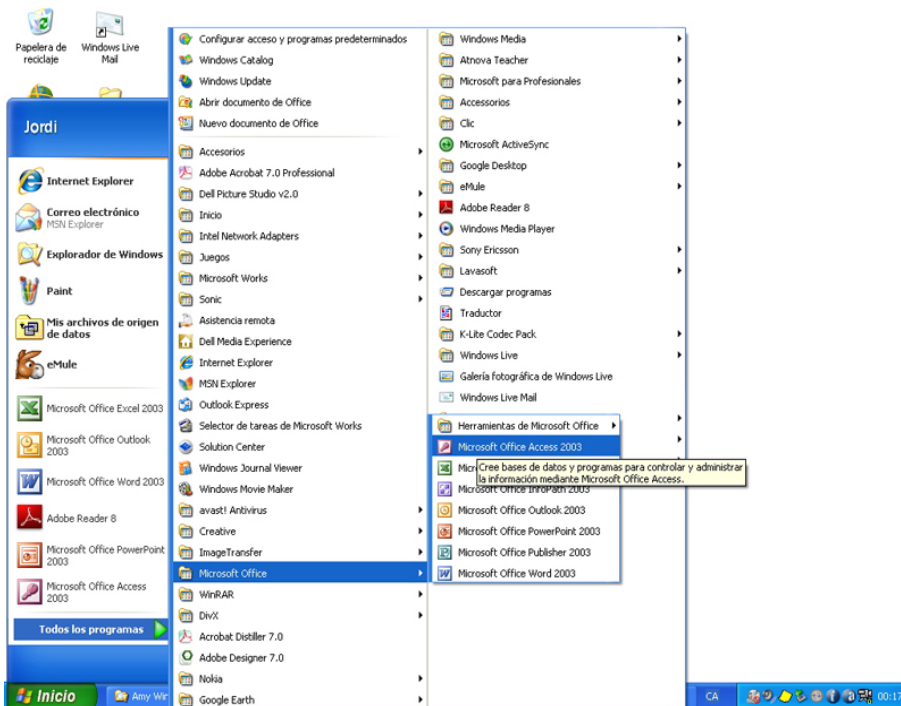 Papelera de
reciclaje
Windows Live
Mail
Jordi
Internet Explorer
Correo electrónico
MSN Explorer
Explorador de Windows
Paint
Mis archivos de origen
de datos
eMule
Microsoft Office Excel 2003
Microsoft Office Outlook
2003
Microsoft Office Word 2003
Adobe Reader 8
Microsoft Office PowerPoint
2003
Microsoft Office Access
2003
Todos los programas
Configurar acceso y programas predeterminados
Windows Catalog
Windows Update
Abrir documento de Office
Nuevo documento de Office
Accesorios
Adobe Acrobat 7.0 Professional
Dell Picture Studio v2.0
Inicio
Intel Network Adapters
Juegos
Microsoft Works
Sonic
Asistencia remota
Dell Media Experience
Internet Explorer
MSN Explorer
Outlook Express
Selector de tareas de Microsoft Works
Solution Center
Windows Journal Viewer
Windows Movie Maker
avast! Antivirus
Creative
ImageTransfer
Microsoft Office
WinRAR
DivX
Acrobat Distiller 7.0
Adobe Designer 7.0
Nokia
Google Earth
Windows Media
Atnova Teacher
Microsoft para Profesionales
Accessorios
Clic
Microsoft ActiveSync
Google Desktop
eMule
Adobe Reader 8
Windows Media Player
Sony Ericsson
Lavasoft
Descargar programas
Traductor
K-Lite Codec Pack
Windows Live
Galería fotográfica de Windows Live
Windows Live Mail
Herramientas de Microsoft Office
Microsoft Office Access 2003
Cree bases de datos y programas para controlar y administrar
la información mediante Microsoft Office Access.
Microsoft Office InfoPath 2003
Microsoft Office Outlook 2003
Microsoft Office PowerPoint 2003
Microsoft Office Publisher 2003
Microsoft Office Word 2003
Inicio
Amy Wir
CA
00:17